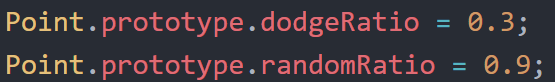 Point.prototype.dodgeRatio = 0.3;
Point.prototype.randomRatio = 0.9;